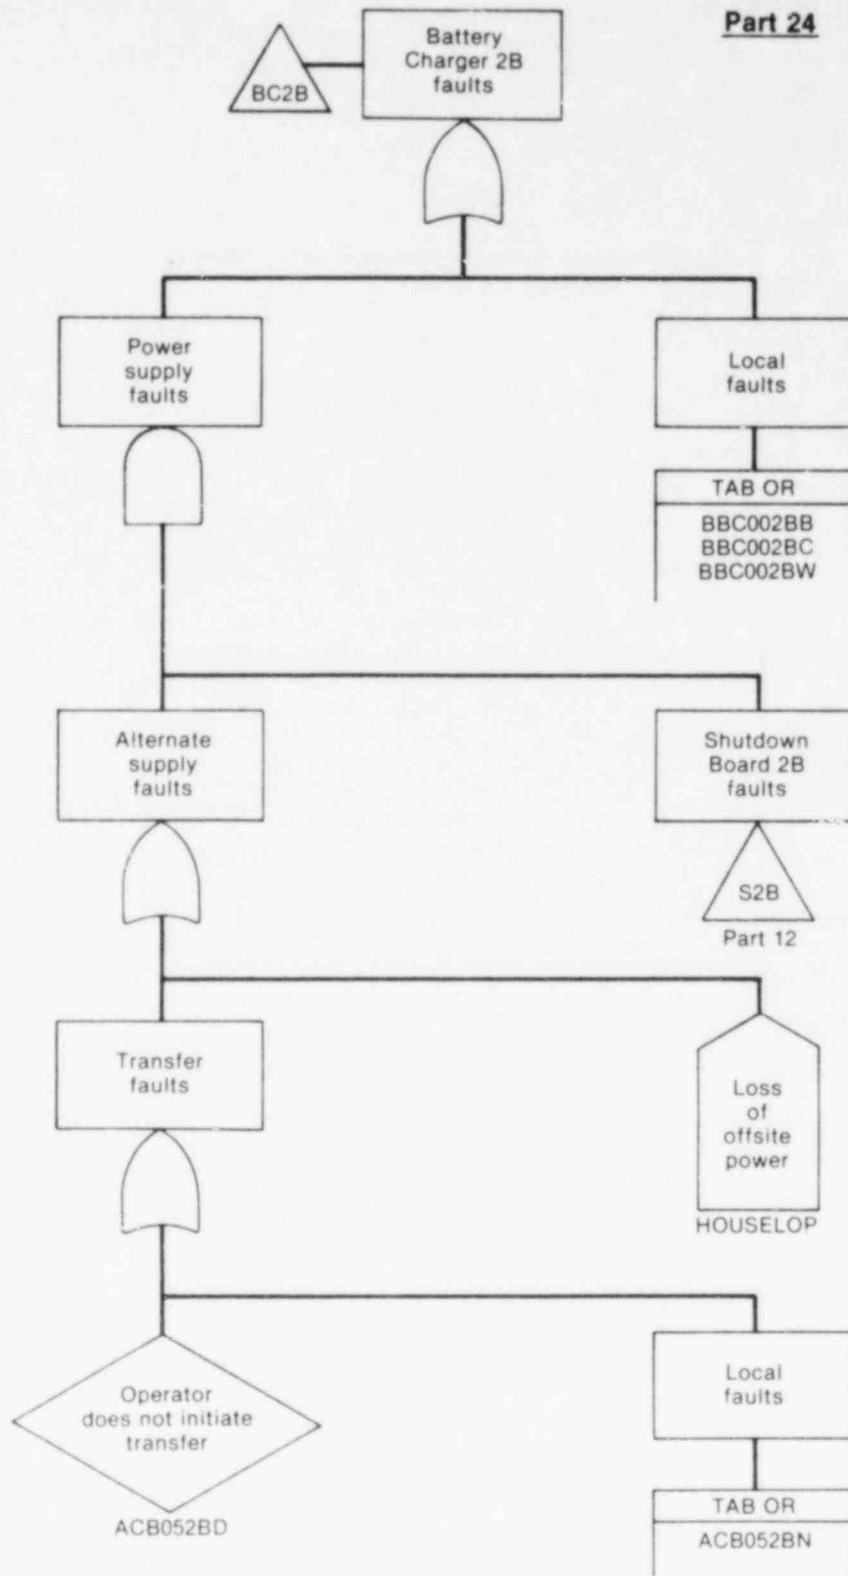 Part 24
Battery
Charger 2B
faults
BC2B
Power
supply
faults
Local
faults
TAB OR
BBC002BB
BBC002BC
BBC002BW
Alternate
supply
faults
Shutdown
Board 2B
faults
S2B
Part 12
Transfer
faults
Loss
of
offsite
power
HOUSELOP
Operator
does not initiate
transfer
ACB052BD
Local
faults
TAB OR
ACB052BN